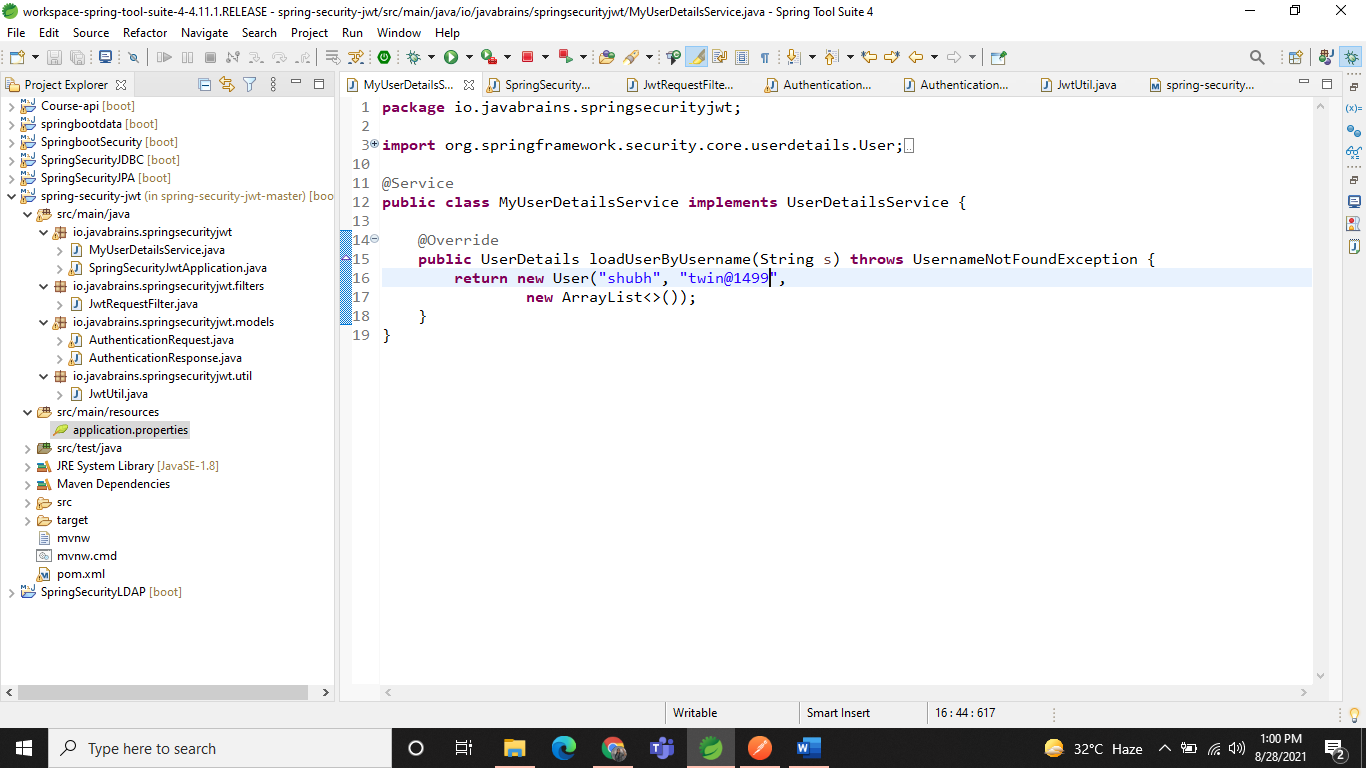 workspace-spring-tool-suite-4-4.11.1.RELEASE - spring-security-jwt/src/main/java/io/javabrains/springsecurityjwt/MyUserDetailsService.java - Spring Tool Suite 4
File Edit Source Refactor Navigate Search Project Run Window Help
Project Explorer
Course-api [boot]
springbootdata [boot]
SpringbootSecurity [boot]
SpringSecurityJDBC [boot]
SpringSecurityJPA [boot]
spring-security-jwt (in spring-security-jwt-master) [boo
src/main/java
io.javabrains.springsecurityjwt
MyUserDetailsService.java
SpringSecurityJwtApplication.java
io.javabrains.springsecurityjwt.filters
JwtRequestFilter.java
io.javabrains.springsecurityjwt.models
AuthenticationRequest.java
AuthenticationResponse.java
io.javabrains.springsecurityjwt.util
JwtUtil.java
src/main/resources
application.properties
src/test/java
JRE System Library [JavaSE-1.8]
Maven Dependencies
src
target
mvnw
mvnw.cmd
pom.xml
SpringSecurityLDAP [boot]
MyUserDetailsS... SpringSecurity... JwtRequestFilte... Authentication... Authentication... JwtUtil.java spring-security...
1 package io.javabrains.springsecurityjwt;
2
3 import org.springframework.security.core.userdetails.User;
10
11 @Service
12 public class MyUserDetailsService implements UserDetailsService {
13
14 @Override
15 public UserDetails loadUserByUsername(String s) throws UsernameNotFoundException {
16 return new User("shubh", "twin@1499",
17 new ArrayList<>());
18 }
19 }
Writable Smart Insert 16 : 44 : 617
Type here to search
32°C Haze
1:00 PM
8/28/2021
2